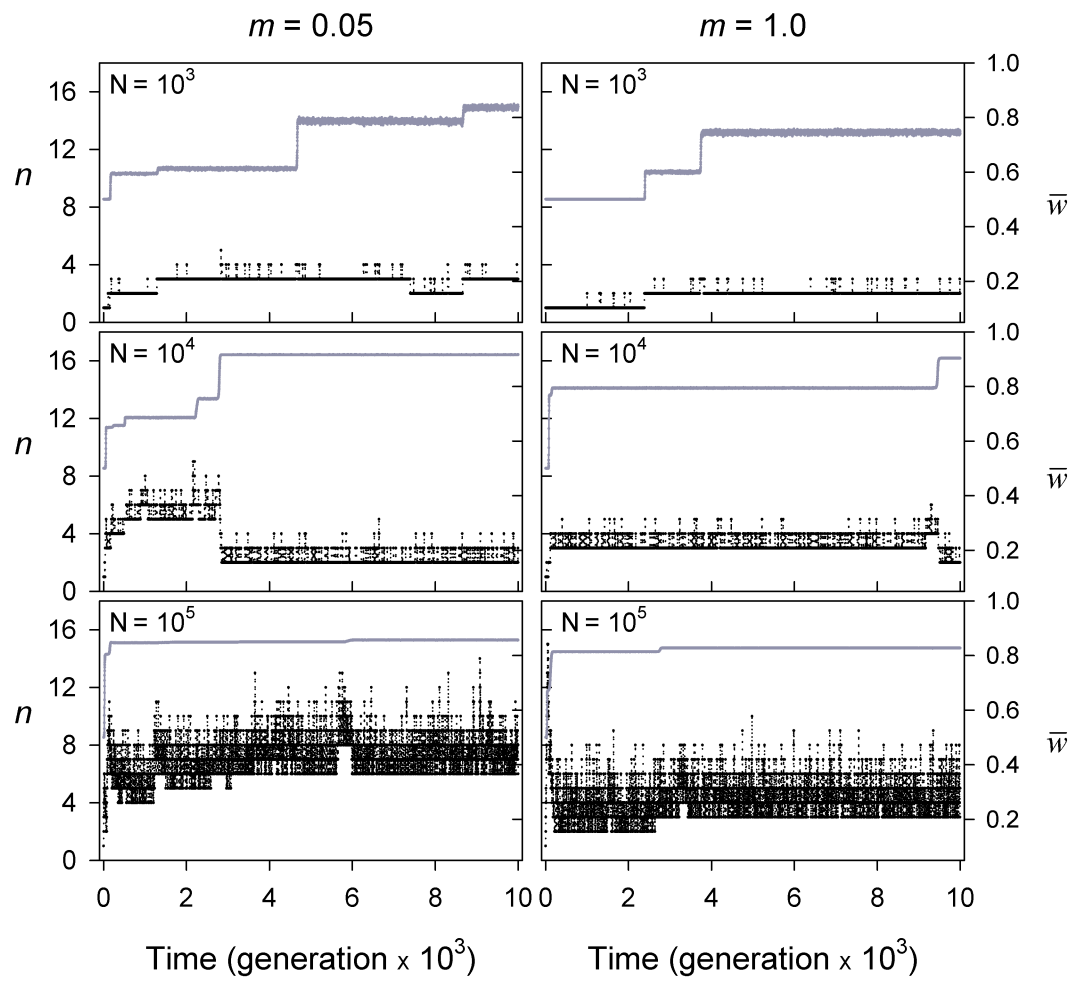 m = 0.05 m = 1.0
N = 10³ N = 10³
16 1.0
12 0.8
n 8 0.6 w̅
4 0.4
0 0.2
N = 10⁴ N = 10⁴
16 1.0
12 0.8
n 8 0.6 w̅
4 0.4
0 0.2
N = 10⁵ N = 10⁵
16 1.0
12 0.8
n 8 0.6 w̅
4 0.4
0 0.2
0 2 4 6 8 10 0 2 4 6 8 10
Time (generation x 10³) Time (generation x 10³)